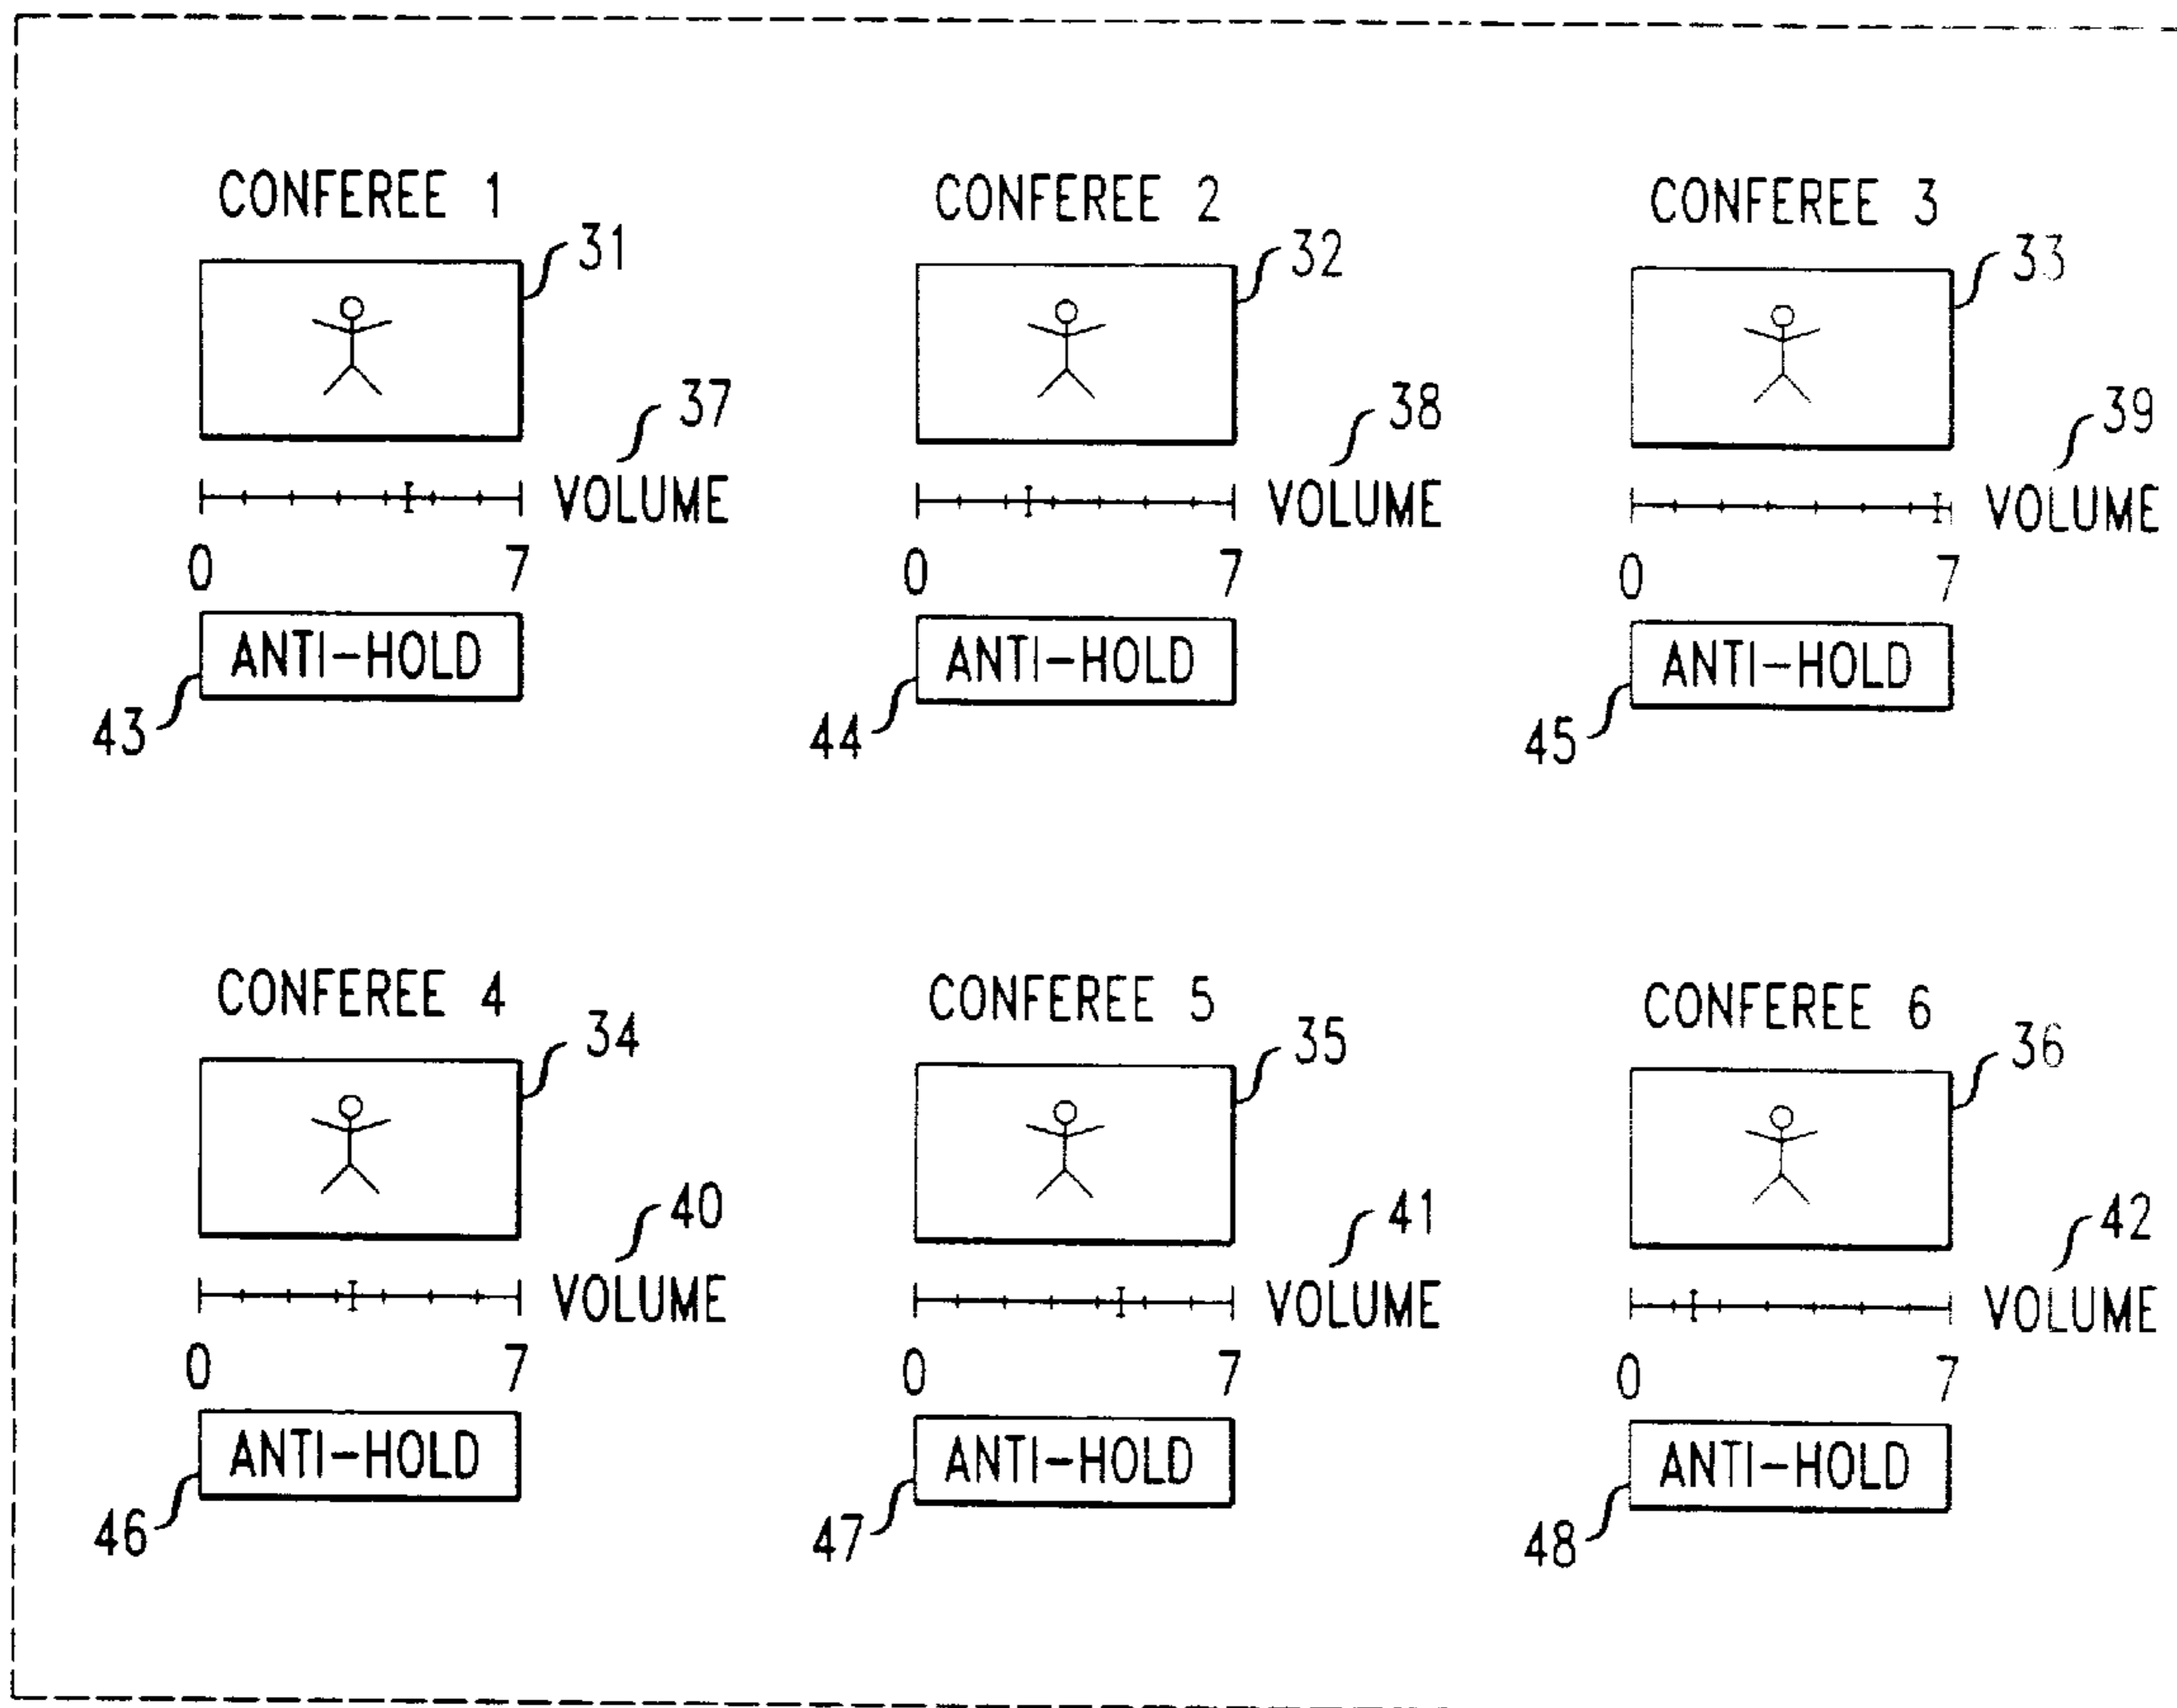 CONFEREE 1 CONFEREE 2 CONFEREE 3
31 32 33
37 38 39
VOLUME VOLUME VOLUME
0 7 0 7 0 7
ANTI-HOLD ANTI-HOLD ANTI-HOLD
43 44 45
CONFEREE 4 CONFEREE 5 CONFEREE 6
34 35 36
40 41 42
VOLUME VOLUME VOLUME
0 7 0 7 0 7
ANTI-HOLD ANTI-HOLD ANTI-HOLD
46 47 48